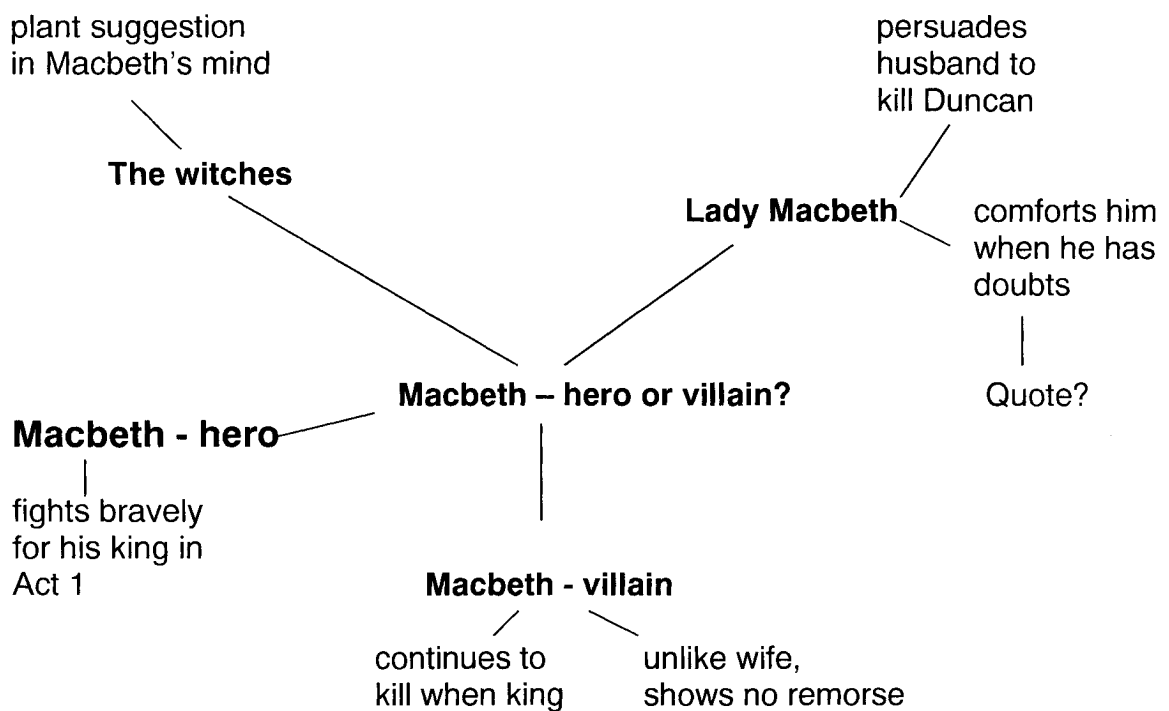 plant suggestion
in Macbeth's mind
persuades
husband to
kill Duncan
The witches
Lady Macbeth
comforts him
when he has
doubts
Macbeth – hero or villain?
Quote?
Macbeth - hero
fights bravely
for his king in
Act 1
Macbeth - villain
continues to
kill when king
unlike wife,
shows no remorse